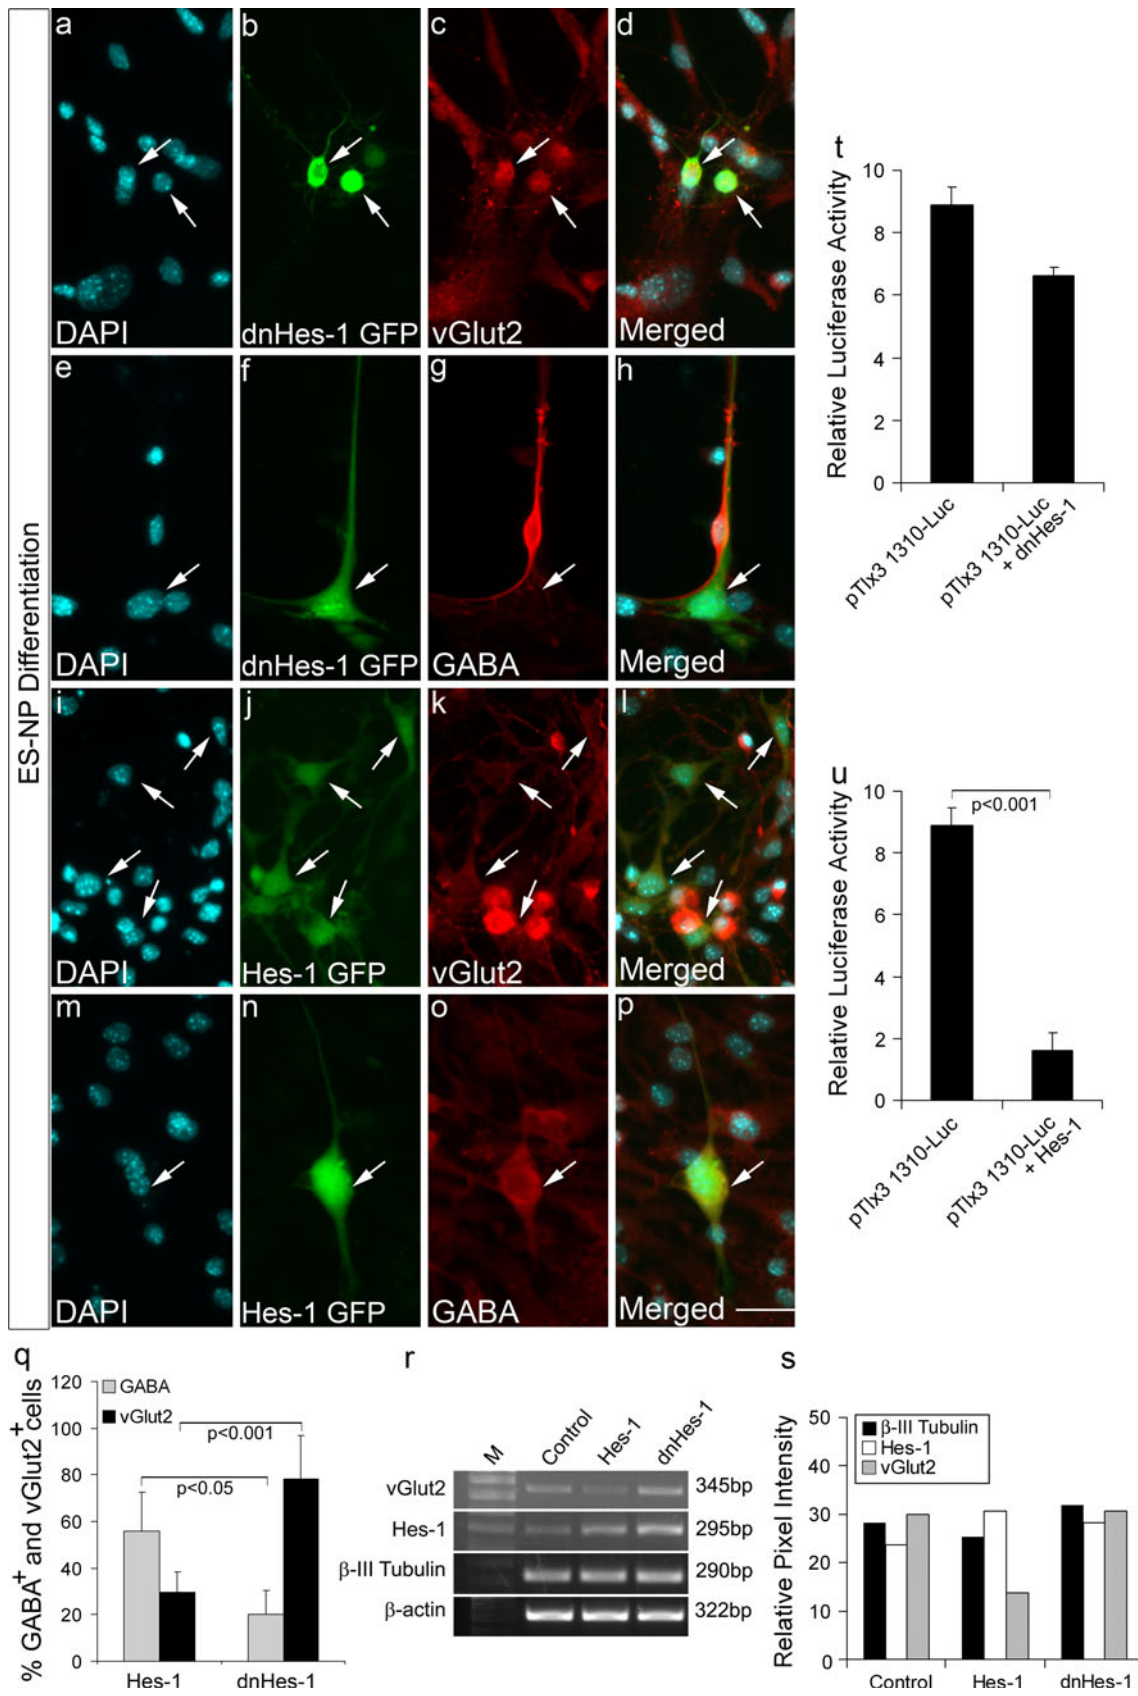 ES-NP Differentiation
a b c d
DAPI dnHes-1 GFP vGlut2 Merged
e f g h
DAPI dnHes-1 GFP GABA Merged
i j k l
DAPI Hes-1 GFP vGlut2 Merged
m n o p
DAPI Hes-1 GFP GABA Merged
t
Relative Luciferase Activity
10
8
6
4
2
0
pTlx3 1310-Luc
pTlx3 1310-Luc
+ dnHes-1
u
Relative Luciferase Activity
10
8
6
4
2
0
p<0.001
pTlx3 1310-Luc
pTlx3 1310-Luc
+ Hes-1
q
% GABA+ and vGlut2+cells
120
100
80
60
40
20
0
GABA
vGlut2
p<0.001
p<0.05
Hes-1 dnHes-1
r
M Control Hes-1 dnHes-1
vGlut2 345bp
Hes-1 295bp
β-III Tubulin 290bp
β-actin 322bp
s
Relative Pixel Intensity
50
40
30
20
10
0
β-III Tubulin
Hes-1
vGlut2
Control Hes-1 dnHes-1